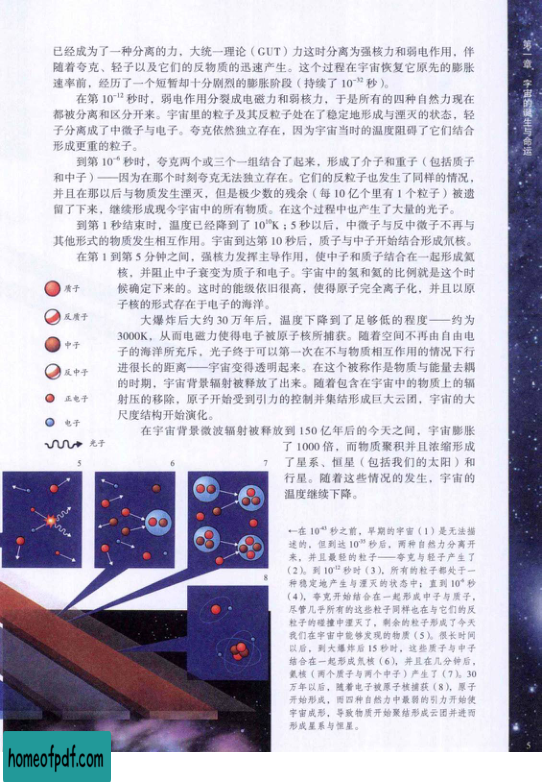 已经成为了一种分离的力，大统一理论（GUT）力这时分离为强核力和弱电作用，伴
随着夸克、轻子以及它们的反物质的迅速产生。这个过程在宇宙恢复它原先的膨胀
速率前，经历了一个短暂却十分剧烈的膨胀阶段（持续了 10⁻³² 秒）。
在第 10⁻¹² 秒时，弱电作用分裂成电磁力和弱核力，于是所有的四种自然力现在
都被分离和区分开来。宇宙里的粒子及其反粒子处在了稳定地形成与湮灭的状态，轻
子分离成了中微子与电子。夸克依然独立存在，因为宇宙当时的温度阻碍了它们结合
形成更重的粒子。
到第 10⁻⁶ 秒时，夸克两个或三个一组结合了起来，形成了介子和重子（包括质子
和中子）——因为在那个时刻夸克无法独立存在。它们的反粒子也发生了同样的情况，
并且在那以后与物质发生湮灭，但是极少数的残余（每 10 亿个里有 1 个粒子）被遗
留了下来，继续形成现今宇宙中的所有物质。在这个过程中也产生了大量的光子。
到第 1 秒结束时，温度已经降到了 10¹⁰K；5 秒以后，中微子与反中微子不再与
其他形式的物质发生相互作用。宇宙到达第 10 秒后，质子与中子开始结合形成氘核。
在第 1 到第 5 分钟之间，强核力发挥主导作用，使中子和质子结合在一起形成氦
核，并阻止中子衰变为质子和电子。宇宙中的氢和氦的比例就是这个时
候确定下来的。这时的能级依旧很高，使得原子完全离子化，并且以原
子核的形式存在于电子的海洋。
大爆炸后大约 30 万年后，温度下降到了足够低的程度——约为
3000K，从而电磁力使得电子被原子核所捕获。随着空间不再由自由电
子的海洋所充斥，光子终于可以第一次在不与物质相互作用的情况下行
进很长的距离——宇宙变得透明起来。在这个被称作是物质与能量去耦
的时期，宇宙背景辐射被释放了出来。随着包含在宇宙中的物质上的辐
射压的移除，原子开始受到引力的控制并集结形成巨大云团，宇宙的大
尺度结构开始演化。
在宇宙背景微波辐射被释放到 150 亿年后的今天之间，宇宙膨胀
了 1000 倍，而物质聚积并且浓缩形成
了星系、恒星（包括我们的太阳）和
行星。随着这些情况的发生，宇宙的
温度继续下降。
质子
反质子
中子
反中子
正电子
电子
光子
5
6
7
8
←在 10⁻⁴³ 秒之前，早期的宇宙（1）是无法描
述的，但到达 10⁻³⁵ 秒后，两种自然力分离开
来，并且最轻的粒子——夸克与轻子产生了
（2）。到 10⁻¹² 秒时（3），所有的粒子都处于一
种稳定地产生与湮灭的状态中；直到 10⁻⁶ 秒
（4），夸克开始结合在一起形成中子与质子，
尽管几乎所有的这些粒子同样也在与它们的反
粒子的碰撞中湮灭了，剩余的粒子形成了今天
我们在宇宙中能够发现的物质（5）。很长时间
以后，到大爆炸后 15 秒时，这些质子与中子
结合在一起形成氘核（6），并且在几分钟后，
氦核（两个质子与两个中子）产生了（7）。30
万年以后，随着电子被原子核捕获（8），原子
开始形成，而四种自然力中最弱的引力开始使
宇宙成形，导致物质开始聚结形成云团并进而
形成星系与恒星。
第一章 宇宙的诞生与命运
5
homeofpdf.com